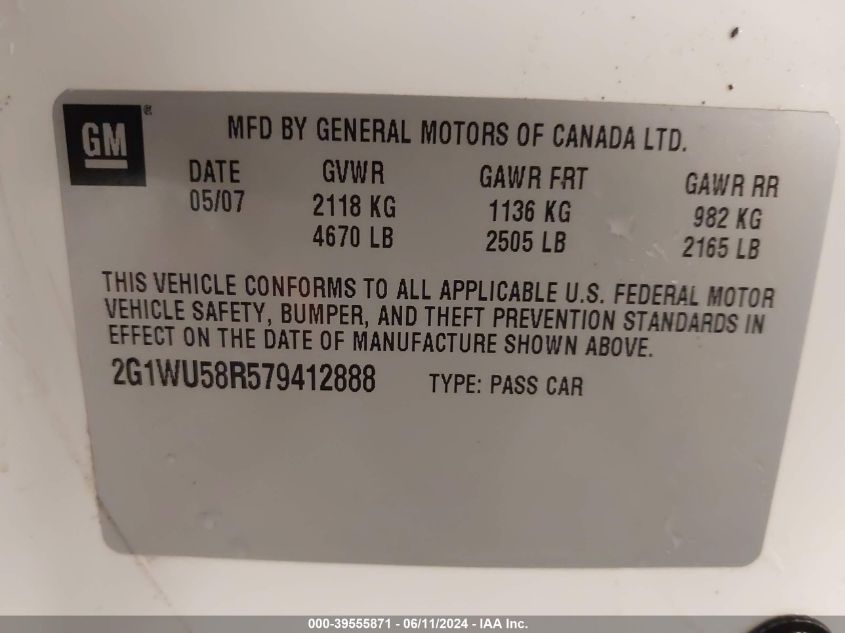 GM ®
MFD BY GENERAL MOTORS OF CANADA LTD.
DATE GVWR GAWR FRT GAWR RR
05/07 2118 KG 1136 KG 982 KG
4670 LB 2505 LB 2165 LB
THIS VEHICLE CONFORMS TO ALL APPLICABLE U.S. FEDERAL MOTOR
VEHICLE SAFETY, BUMPER, AND THEFT PREVENTION STANDARDS IN
EFFECT ON THE DATE OF MANUFACTURE SHOWN ABOVE.
2G1WU58R579412888 TYPE: PASS CAR
000-39555871 - 06/11/2024 - IAA Inc.